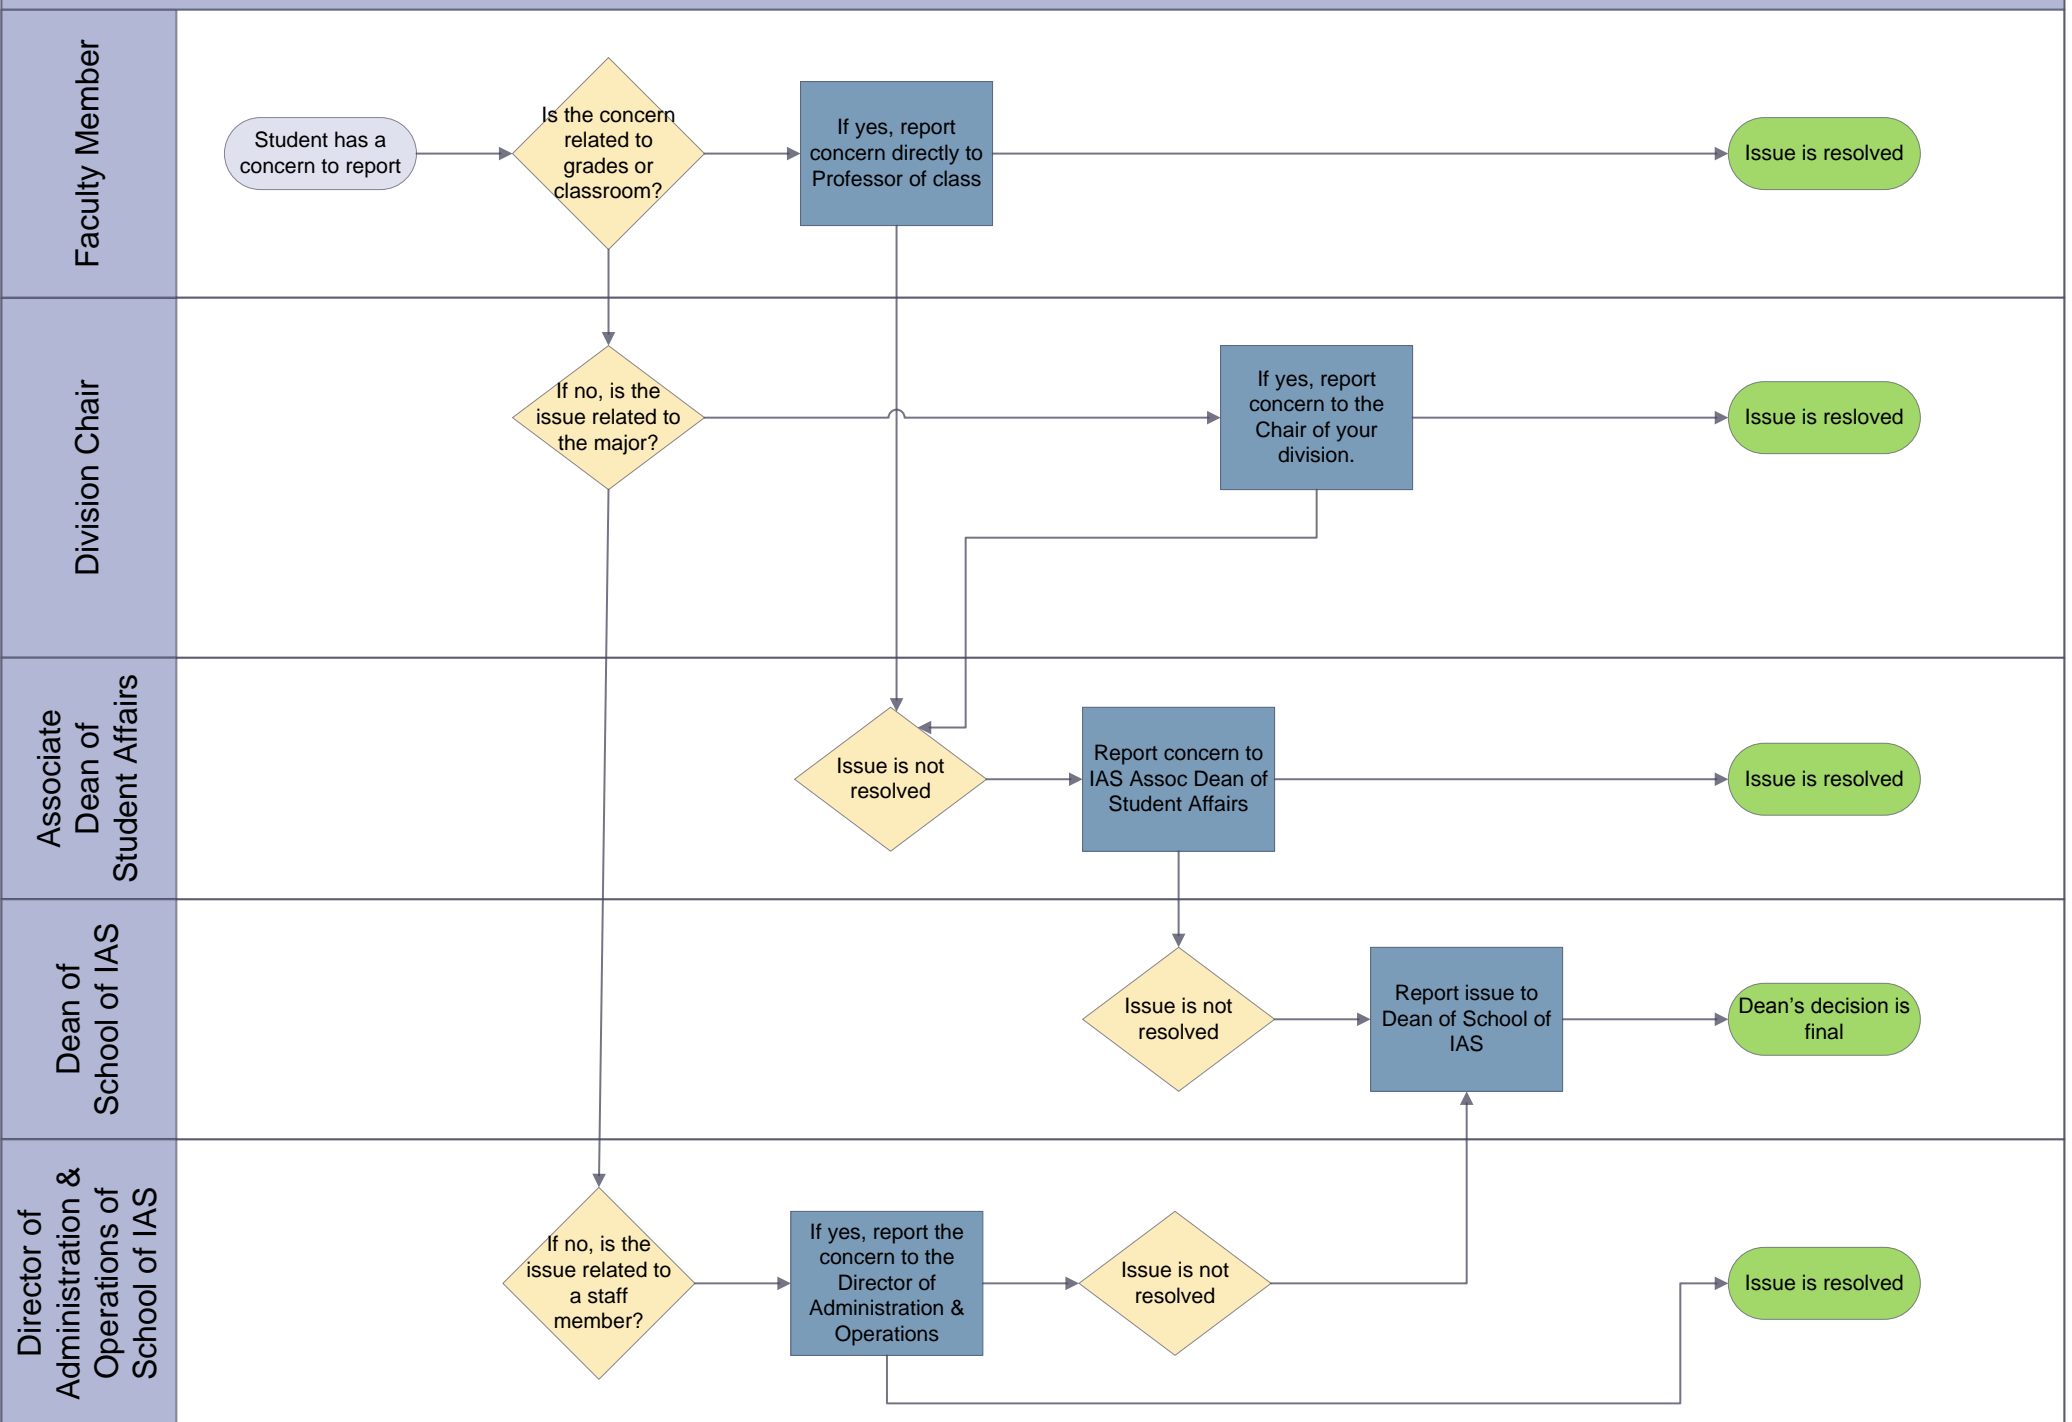 Faculty Member
Student has a
concern to report
Is the concern
related to
grades or
classroom?
If yes, report
concern directly to
Professor of class
Issue is resolved
Division Chair
If no, is the
issue related to
the major?
If yes, report
concern to the
Chair of your
division.
Issue is resloved
Associate
Dean of
Student Affairs
Issue is not
resolved
Report concern to
IAS Assoc Dean of
Student Affairs
Issue is resolved
Dean of
School of IAS
Issue is not
resolved
Report issue to
Dean of School of
IAS
Dean’s decision is
final
Director of
Administration &
Operations of
School of IAS
If no, is the
issue related to
a staff
member?
If yes, report the
concern to the
Director of
Administration &
Operations
Issue is not
resolved
Issue is resolved